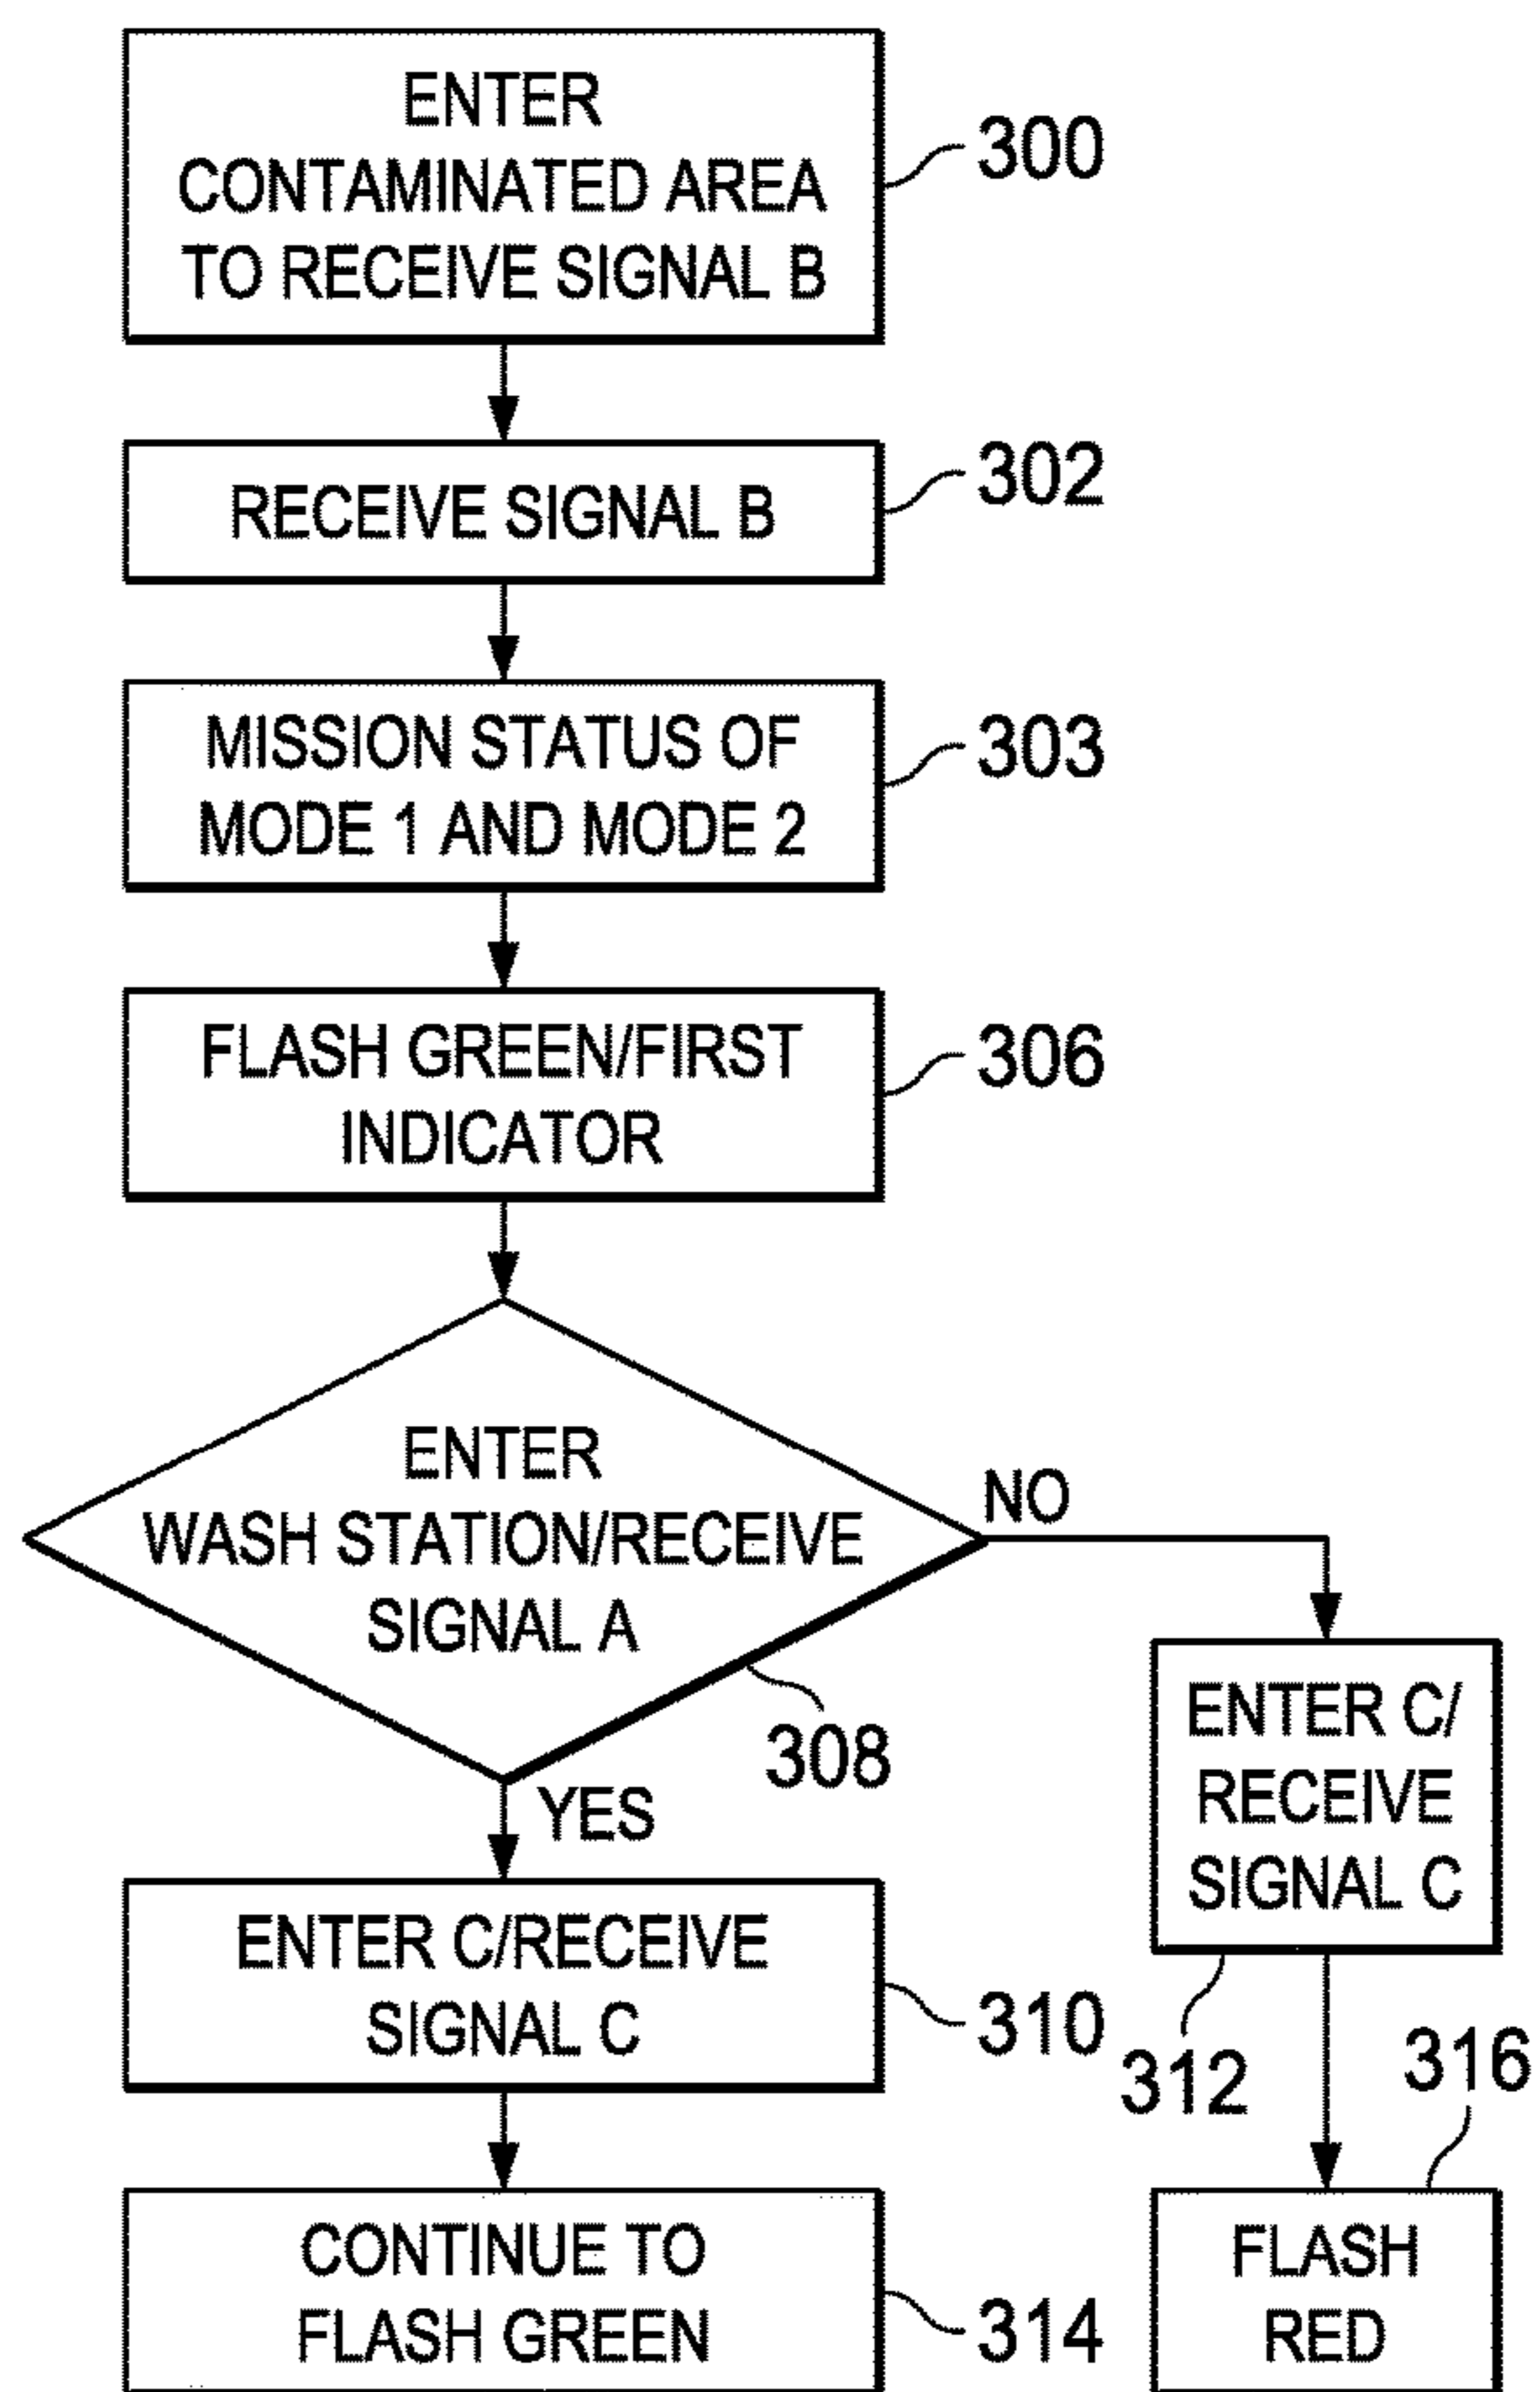 ENTER
CONTAMINATED AREA
TO RECEIVE SIGNAL B
300
RECEIVE SIGNAL B
302
MISSION STATUS OF
MODE 1 AND MODE 2
303
FLASH GREEN/FIRST
INDICATOR
306
ENTER
WASH STATION/RECEIVE
SIGNAL A
308
NO
YES
ENTER C/
RECEIVE
SIGNAL C
312
ENTER C/RECEIVE
SIGNAL C
310
CONTINUE TO
FLASH GREEN
314
FLASH
RED
316